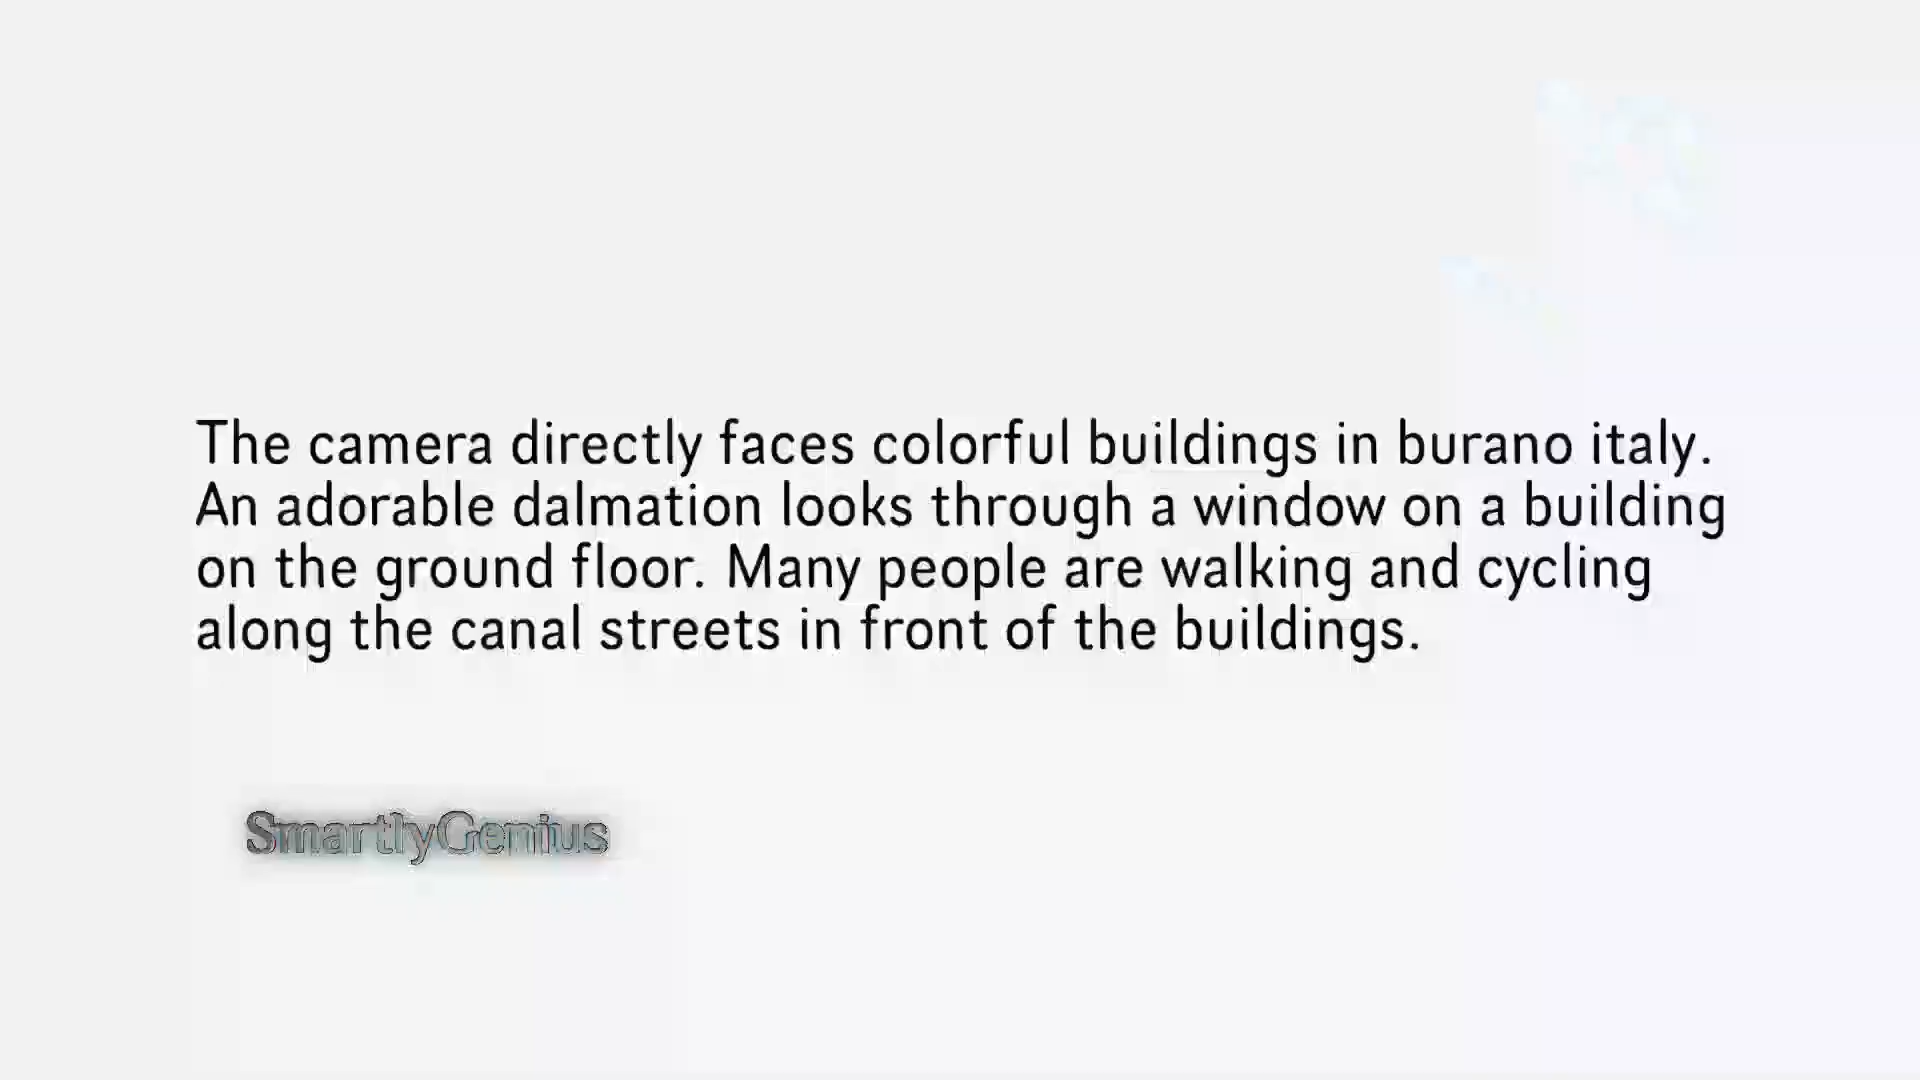 The camera directly faces colorful buildings in burano italy.
An adorable dalmation looks through a window on a building
on the ground floor. Many people are walking and cycling
along the canal streets in front of the buildings.
SmartlyGenius